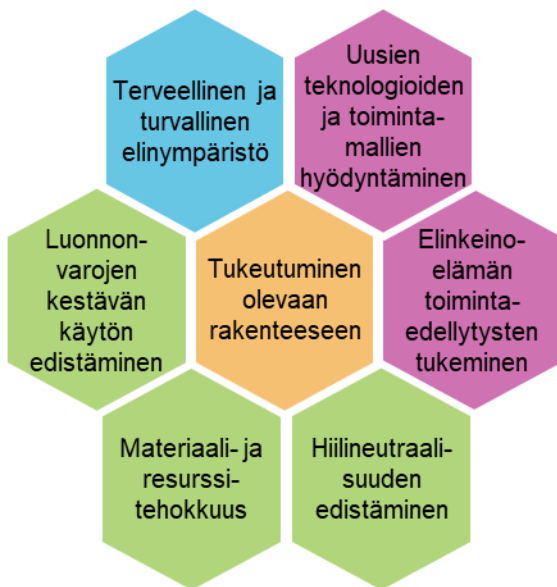 Terveellinen ja
turvallinen
elinympäristö
Uusien
teknologioiden
ja toiminta-
mallien
hyödyntäminen
Luonnon-
varojen
kestävän
käytön
edistäminen
Tukeutuminen
olevaan
rakenteeseen
Elinkeino-
elämän
toiminta-
edellytysten
tukeminen
Materiaali- ja
resurssi-
tehokkuus
Hiilineutraali-
suuden
edistäminen